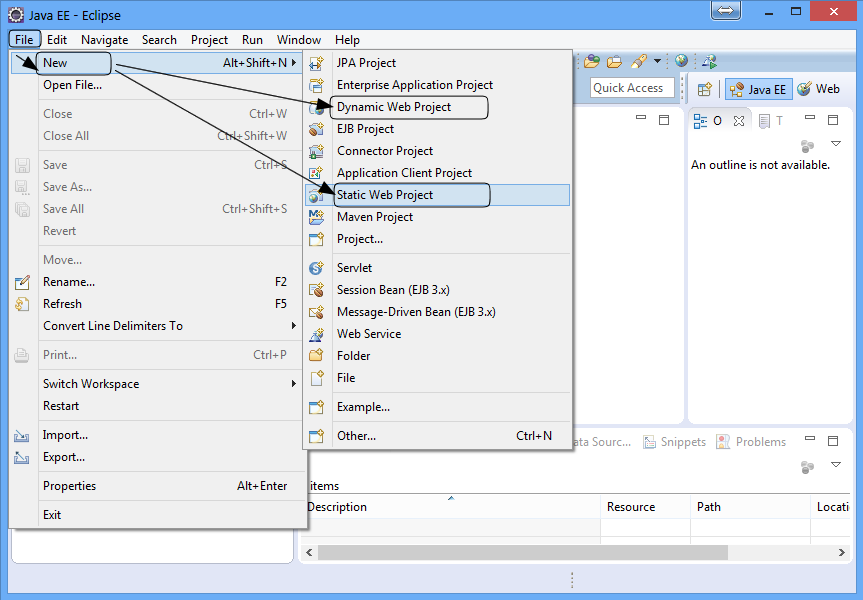 Java EE - Eclipse
File Edit Navigate Search Project Run Window Help
New Alt+Shift+N
Open File...
Close Ctrl+W
Close All Ctrl+Shift+W
Save Ctrl+S
Save As...
Save All Ctrl+Shift+S
Revert
Move...
Rename... F2
Refresh F5
Convert Line Delimiters To
Print... Ctrl+P
Switch Workspace
Restart
Import...
Export...
Properties Alt+Enter
Exit
JPA Project
Enterprise Application Project
Dynamic Web Project
EJB Project
Connector Project
Application Client Project
Static Web Project
Maven Project
Project...
Servlet
Session Bean (EJB 3.x)
Message-Driven Bean (EJB 3.x)
Web Service
Folder
File
Example...
Other... Ctrl+N
Quick Access
Java EE Web
O T
An outline is not available.
ata Sourc... Snippets Problems
items
Description Resource Path Locati